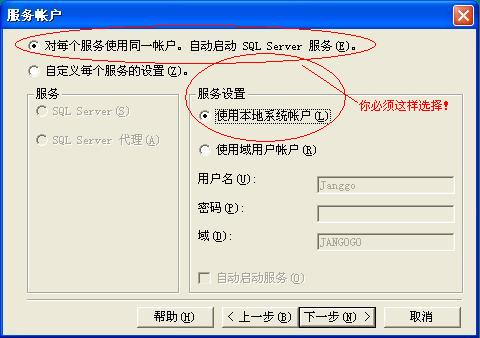 服务帐户
对每个服务使用同一帐户。自动启动 SQL Server 服务(E)。
自定义每个服务的设置(Z)。
服务
SQL Server(S)
SQL Server 代理(A)
服务设置
使用本地系统帐户(L)
使用域用户帐户(R)
用户名(U):
Janggo
密码(P):
域(D):
JANGOGO
自动启动服务(O)
你必须这样选择!
帮助(H)
< 上一步(B)
下一步(N) >
取消